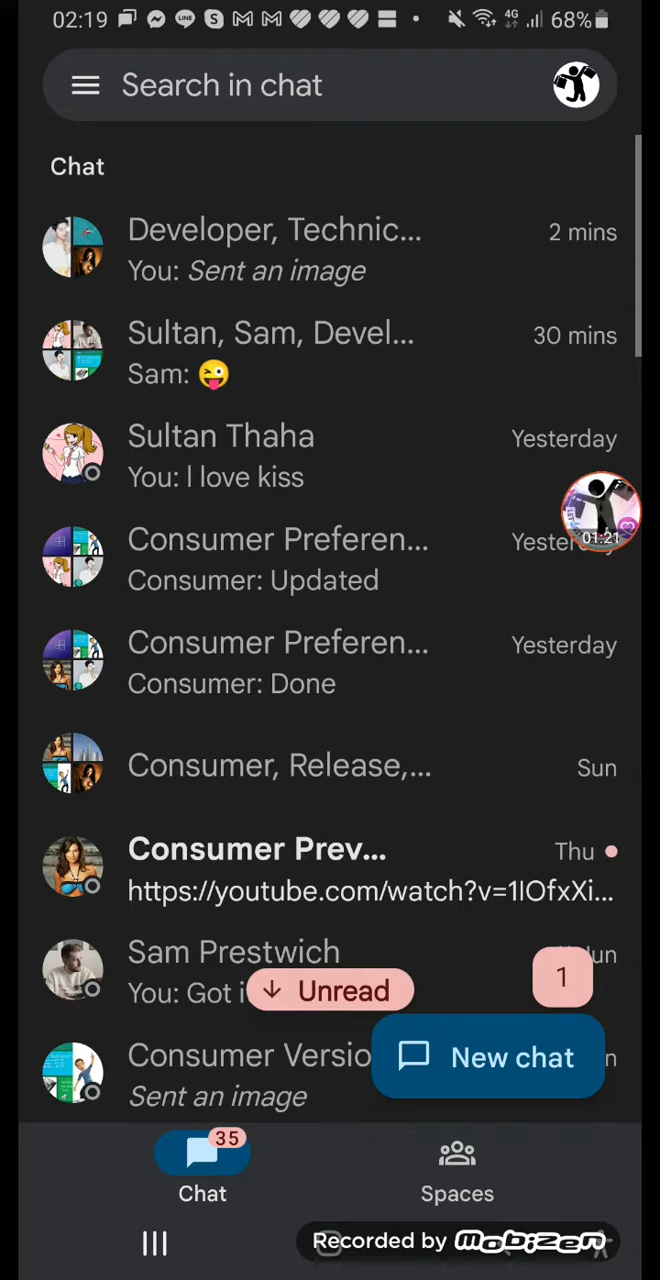 02:19 LINE S 4G 68%
Search in chat
Chat
Developer, Technic... 2 mins
You: Sent an image
Sultan, Sam, Devel... 30 mins
Sam: 😜
Sultan Thaha Yesterday
You: I love kiss
Consumer Preferen...
Consumer: Updated
01:21
Consumer Preferen... Yesterday
Consumer: Done
Consumer, Release,... Sun
Consumer Prev... Thu
https://youtube.com/watch?v=1IOfxXi...
Sam Prestwich
You: Got
Unread
1
Consumer Versio
New chat
Sent an image
35
Chat
Spaces
Recorded by mobizen